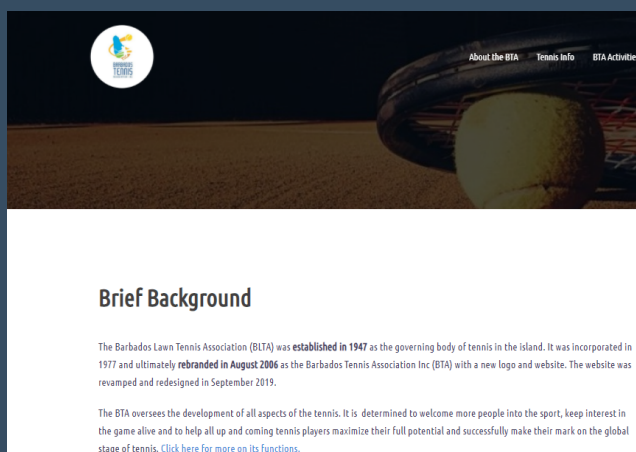 BARBADOS
TENNIS
About the BTA Tennis Info BTA Activitie
Brief Background
The Barbados Lawn Tennis Association (BLTA) was established in 1947 as the governing body of tennis in the island. It was incorporated in
1977 and ultimately rebranded in August 2006 as the Barbados Tennis Association Inc (BTA) with a new logo and website. The website was
revamped and redesigned in September 2019.
The BTA oversees the development of all aspects of the tennis. It is determined to welcome more people into the sport, keep interest in
the game alive and to help all up and coming tennis players maximize their full potential and successfully make their mark on the global
stage of tennis. Click here for more on its functions.